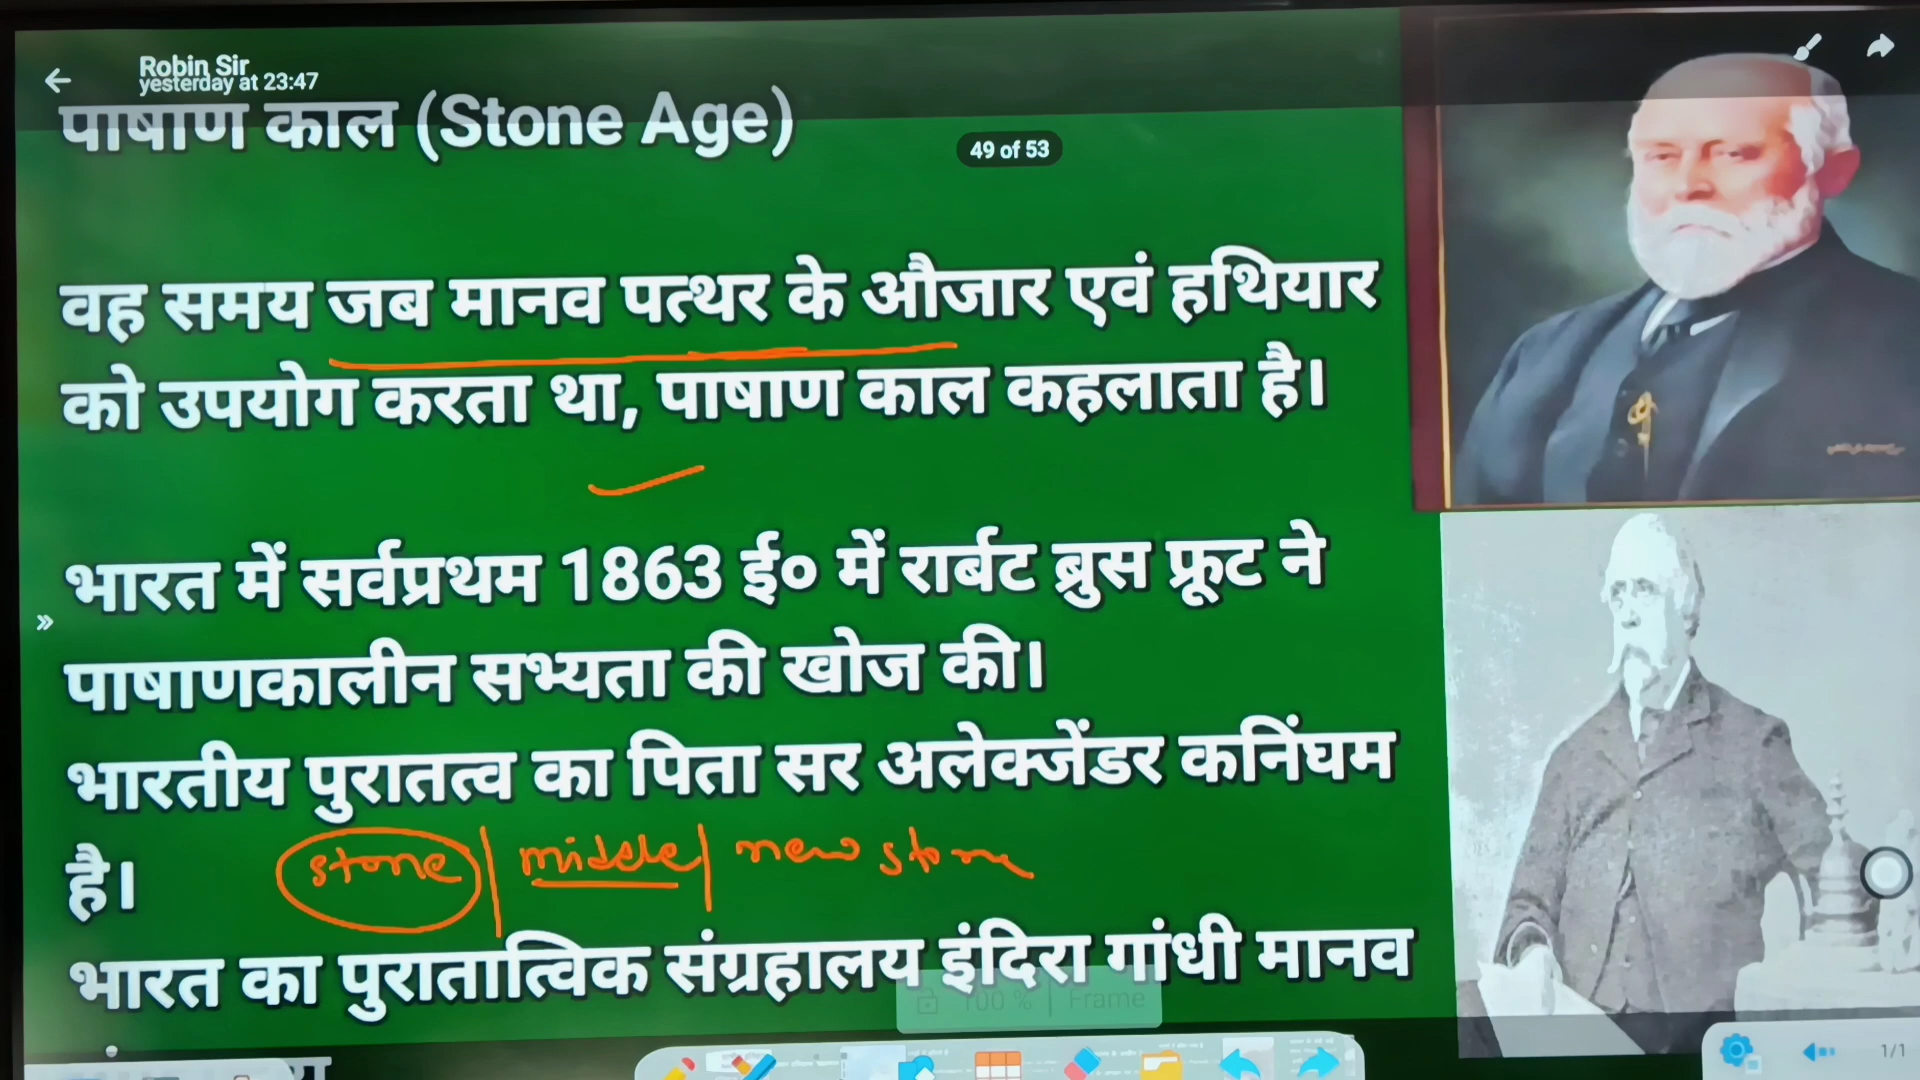 Robin Sir
yesterday at 23:47
पाषाण काल (Stone Age)
49 of 53
वह समय जब मानव पत्थर के औजार एवं हथियार
को उपयोग करता था, पाषाण काल कहलाता है।
भारत में सर्वप्रथम 1863 ई० में रार्बट ब्रुस फ्रूट ने
पाषाणकालीन सभ्यता की खोज की।
भारतीय पुरातत्व का पिता सर अलेक्जेंडर कनिंघम
है।
stone | middle | new stone
भारत का पुरातात्विक संग्रहालय इंदिरा गांधी मानव
100 % | Frame
1/1